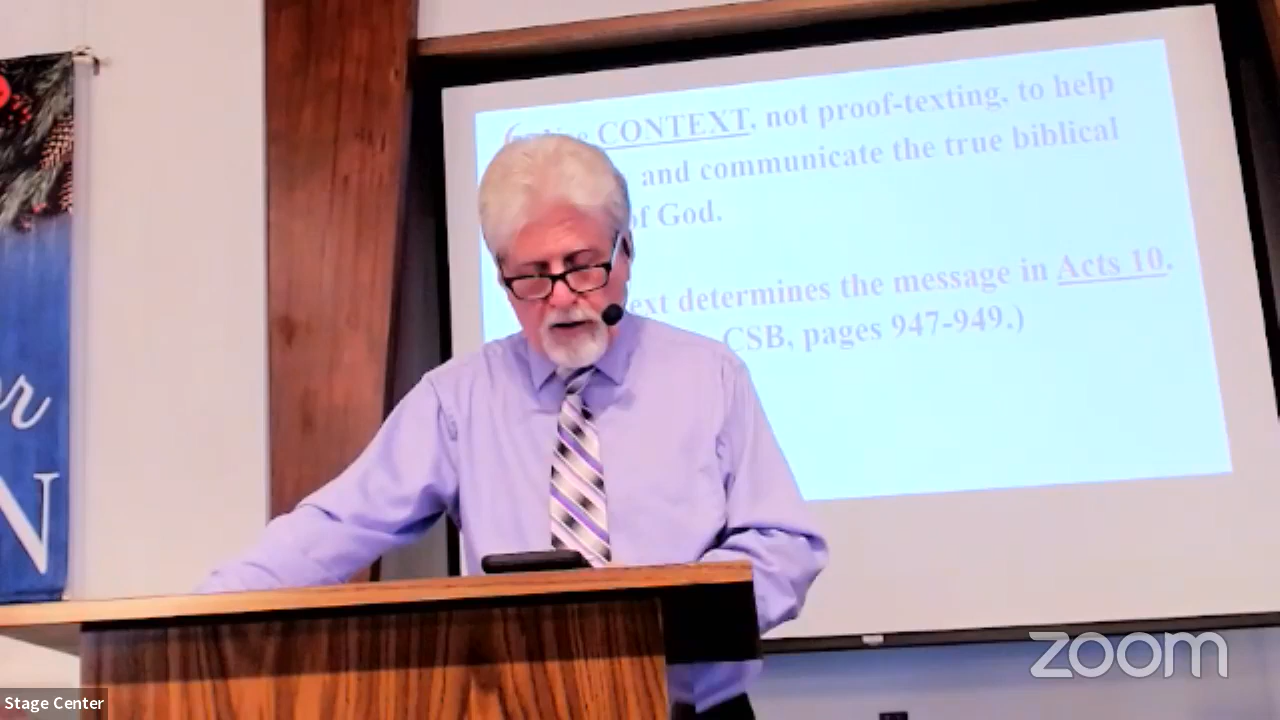 CONTEXT, not proof-texting, to help
and communicate the true biblical
of God.
determines the message in Acts 10.
CSB, pages 947-949.)
zoom
Stage Center